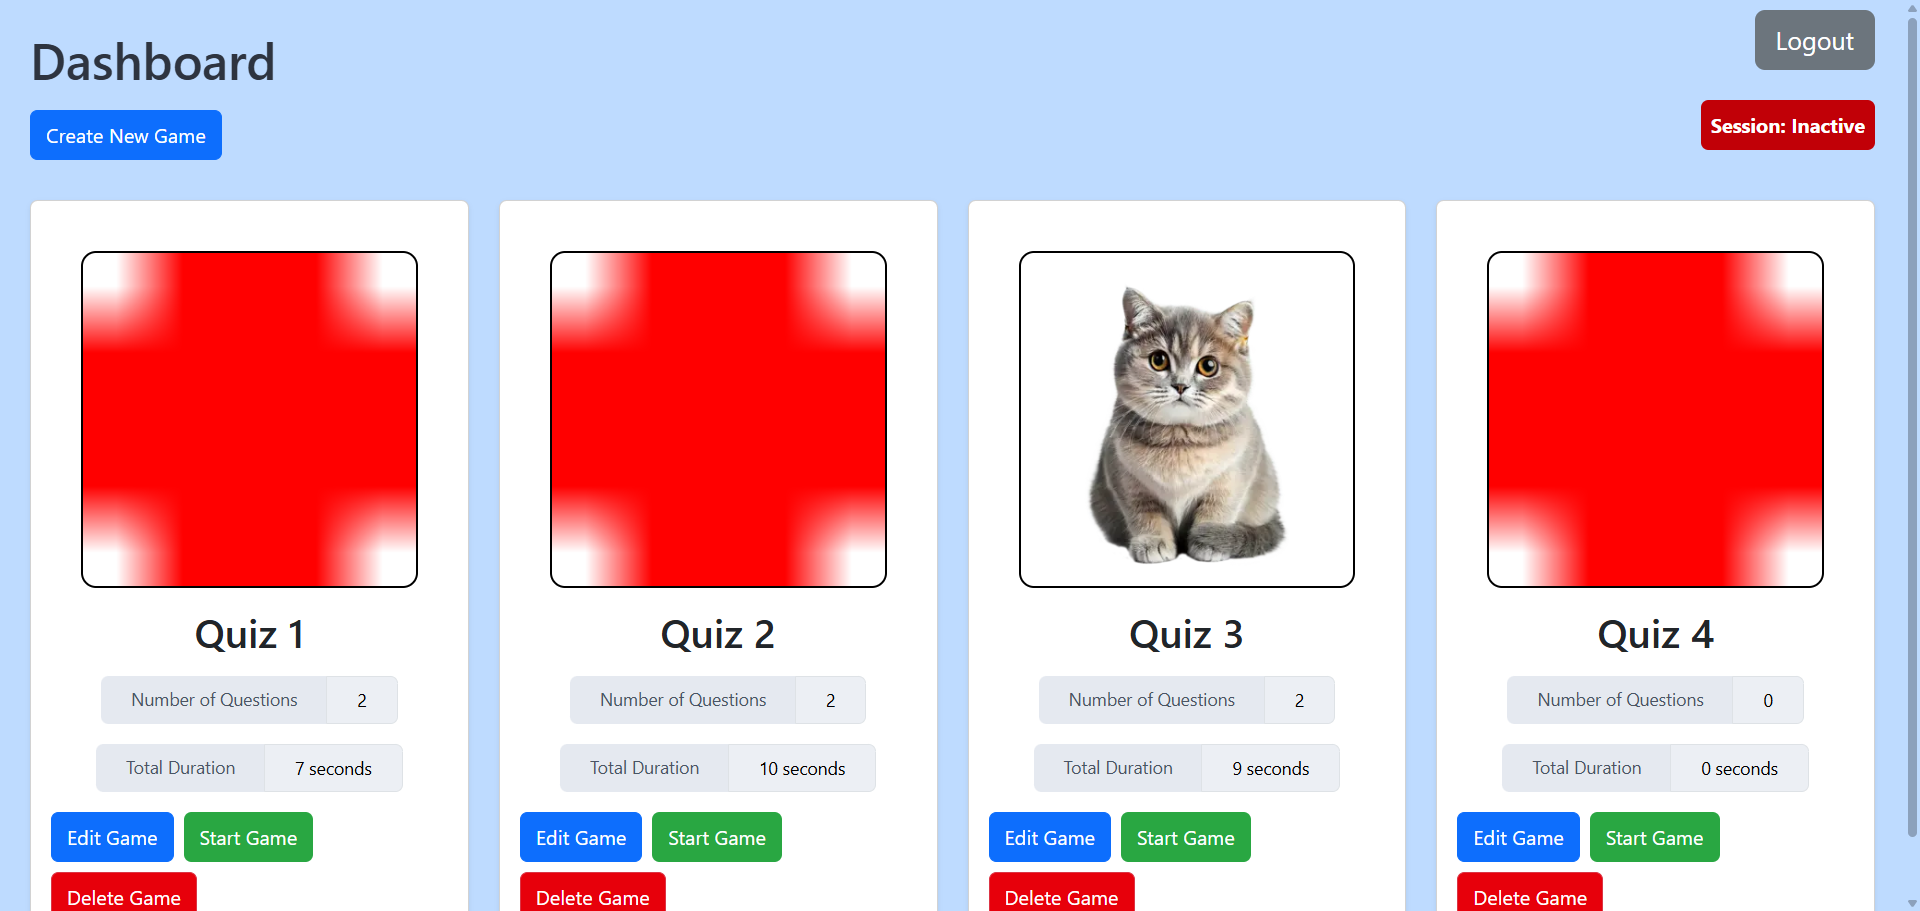 Dashboard
Logout
Create New Game
Session: Inactive
Quiz 1
Number of Questions 2
Total Duration 7 seconds
Edit Game Start Game
Delete Game
Quiz 2
Number of Questions 2
Total Duration 10 seconds
Edit Game Start Game
Delete Game
Quiz 3
Number of Questions 2
Total Duration 9 seconds
Edit Game Start Game
Delete Game
Quiz 4
Number of Questions 0
Total Duration 0 seconds
Edit Game Start Game
Delete Game